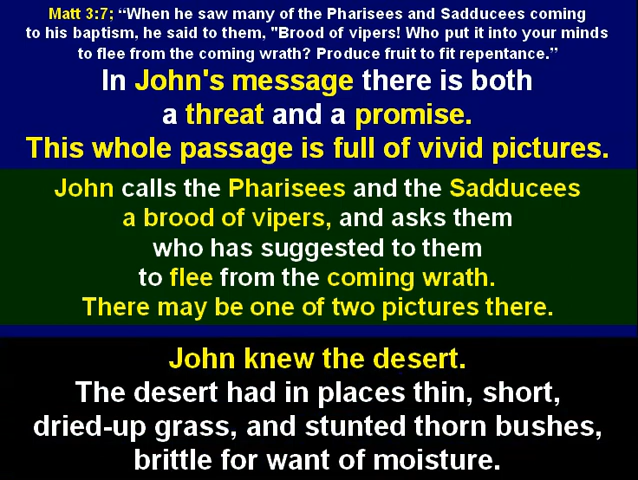 Matt 3:7; “When he saw many of the Pharisees and Sadducees coming
to his baptism, he said to them, "Brood of vipers! Who put it into your minds
to flee from the coming wrath? Produce fruit to fit repentance.”
In John's message there is both
a threat and a promise.
This whole passage is full of vivid pictures.
John calls the Pharisees and the Sadducees
a brood of vipers, and asks them
who has suggested to them
to flee from the coming wrath.
There may be one of two pictures there.
John knew the desert.
The desert had in places thin, short,
dried-up grass, and stunted thorn bushes,
brittle for want of moisture.